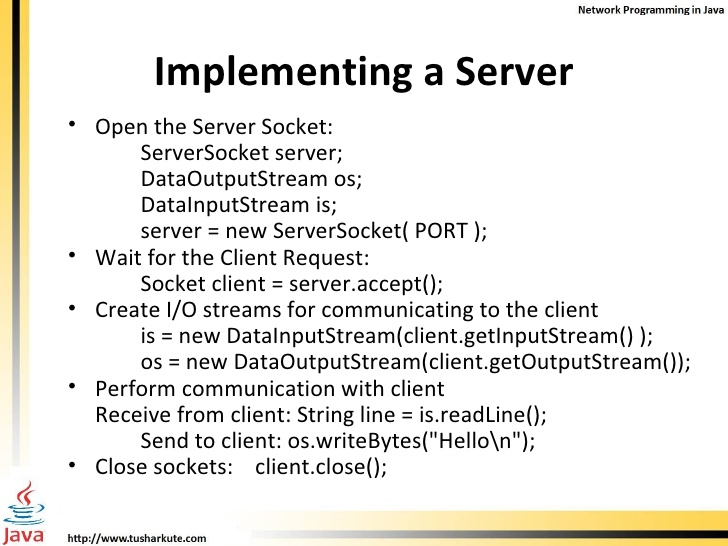 Network Programming in Java
Implementing a Server
• Open the Server Socket:
ServerSocket server;
DataOutputStream os;
DataInputStream is;
server = new ServerSocket( PORT );
• Wait for the Client Request:
Socket client = server.accept();
• Create I/O streams for communicating to the client
is = new DataInputStream(client.getInputStream() );
os = new DataOutputStream(client.getOutputStream());
• Perform communication with client
Receive from client: String line = is.readLine();
Send to client: os.writeBytes("Hello\n");
• Close sockets: client.close();
Java
http://www.tusharkute.com